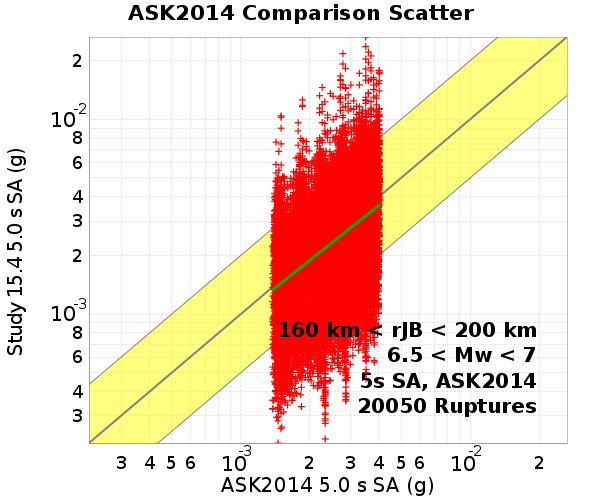 ASK2014 Comparison Scatter
Study 15.4 5.0 s SA (g)
2
10-2
8
6
4
3
2
10-3
8
6
4
3
160 km < rJB < 200 km
6.5 < Mw < 7
5s SA, ASK2014
20050 Ruptures
3 4 5 6 10-3 2 3 4 5 6 10-2 2
ASK2014 5.0 s SA (g)